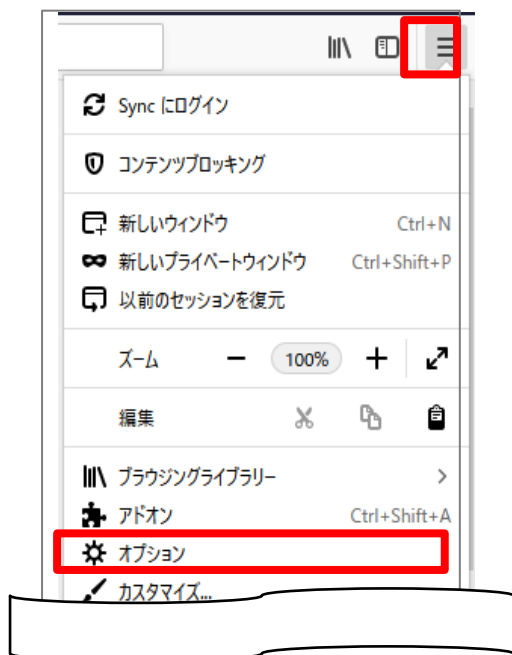 Sync にログイン
コンテンツブロッキング
新しいウィンドウ Ctrl+N
新しいプライベートウィンドウ Ctrl+Shift+P
以前のセッションを復元
ズーム − 100% +
編集
ブラウジングライブラリー >
アドオン Ctrl+Shift+A
オプション
カスタマイズ...